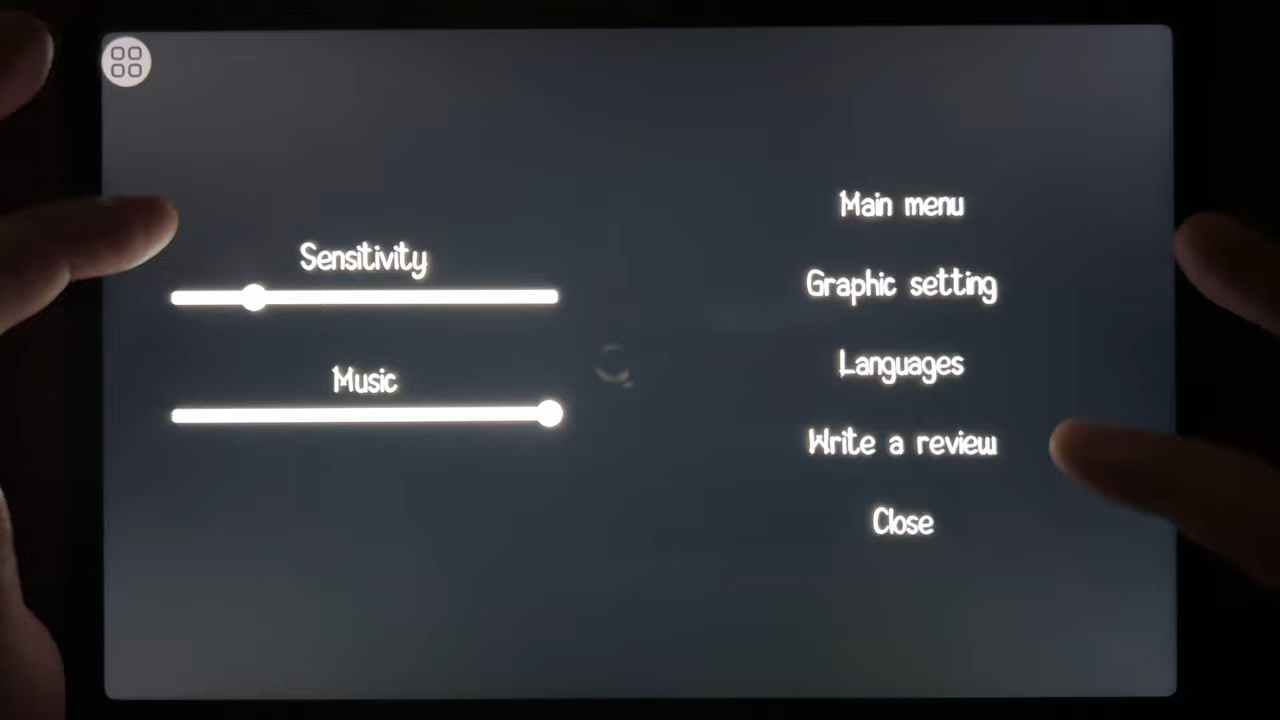 Sensitivity
Music
Main menu
Graphic setting
Languages
Write a review
Close